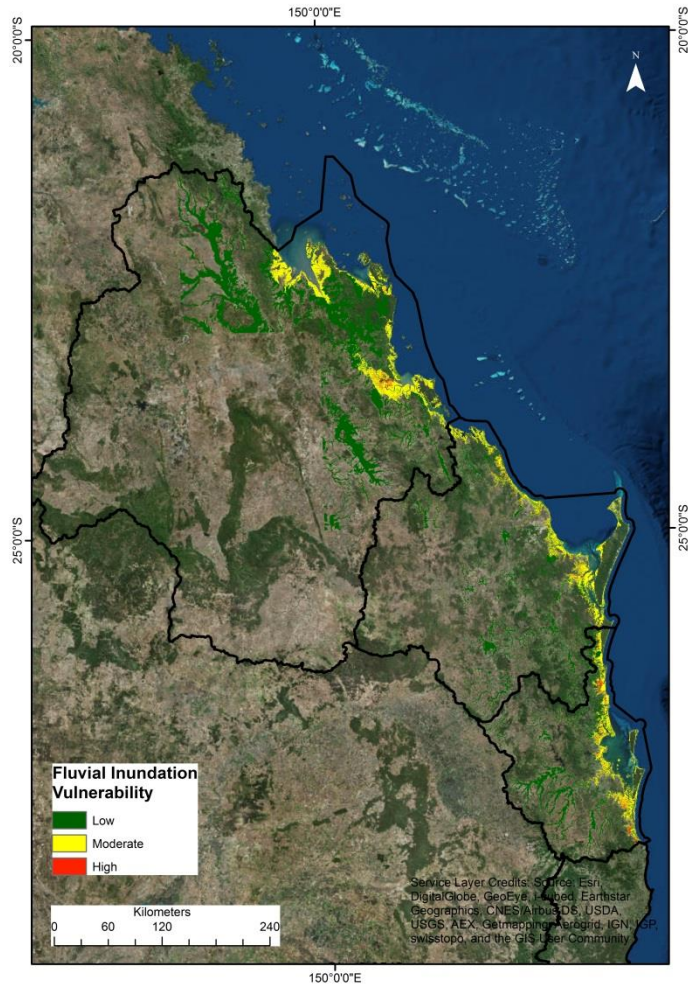 150°0'0"E
20°0'0"S
20°0'0"S
N
25°0'0"S
25°0'0"S
Fluvial Inundation
Vulnerability
Low
Moderate
High
Kilometers
0 60 120 240
Service Layer Credits: Source: Esri,
DigitalGlobe, GeoEye, i-cubed, Earthstar
Geographics, CNES/Airbus DS, USDA,
USGS, AEX, Getmapping, Aerogrid, IGN, IGP,
swisstopo, and the GIS User Community
150°0'0"E